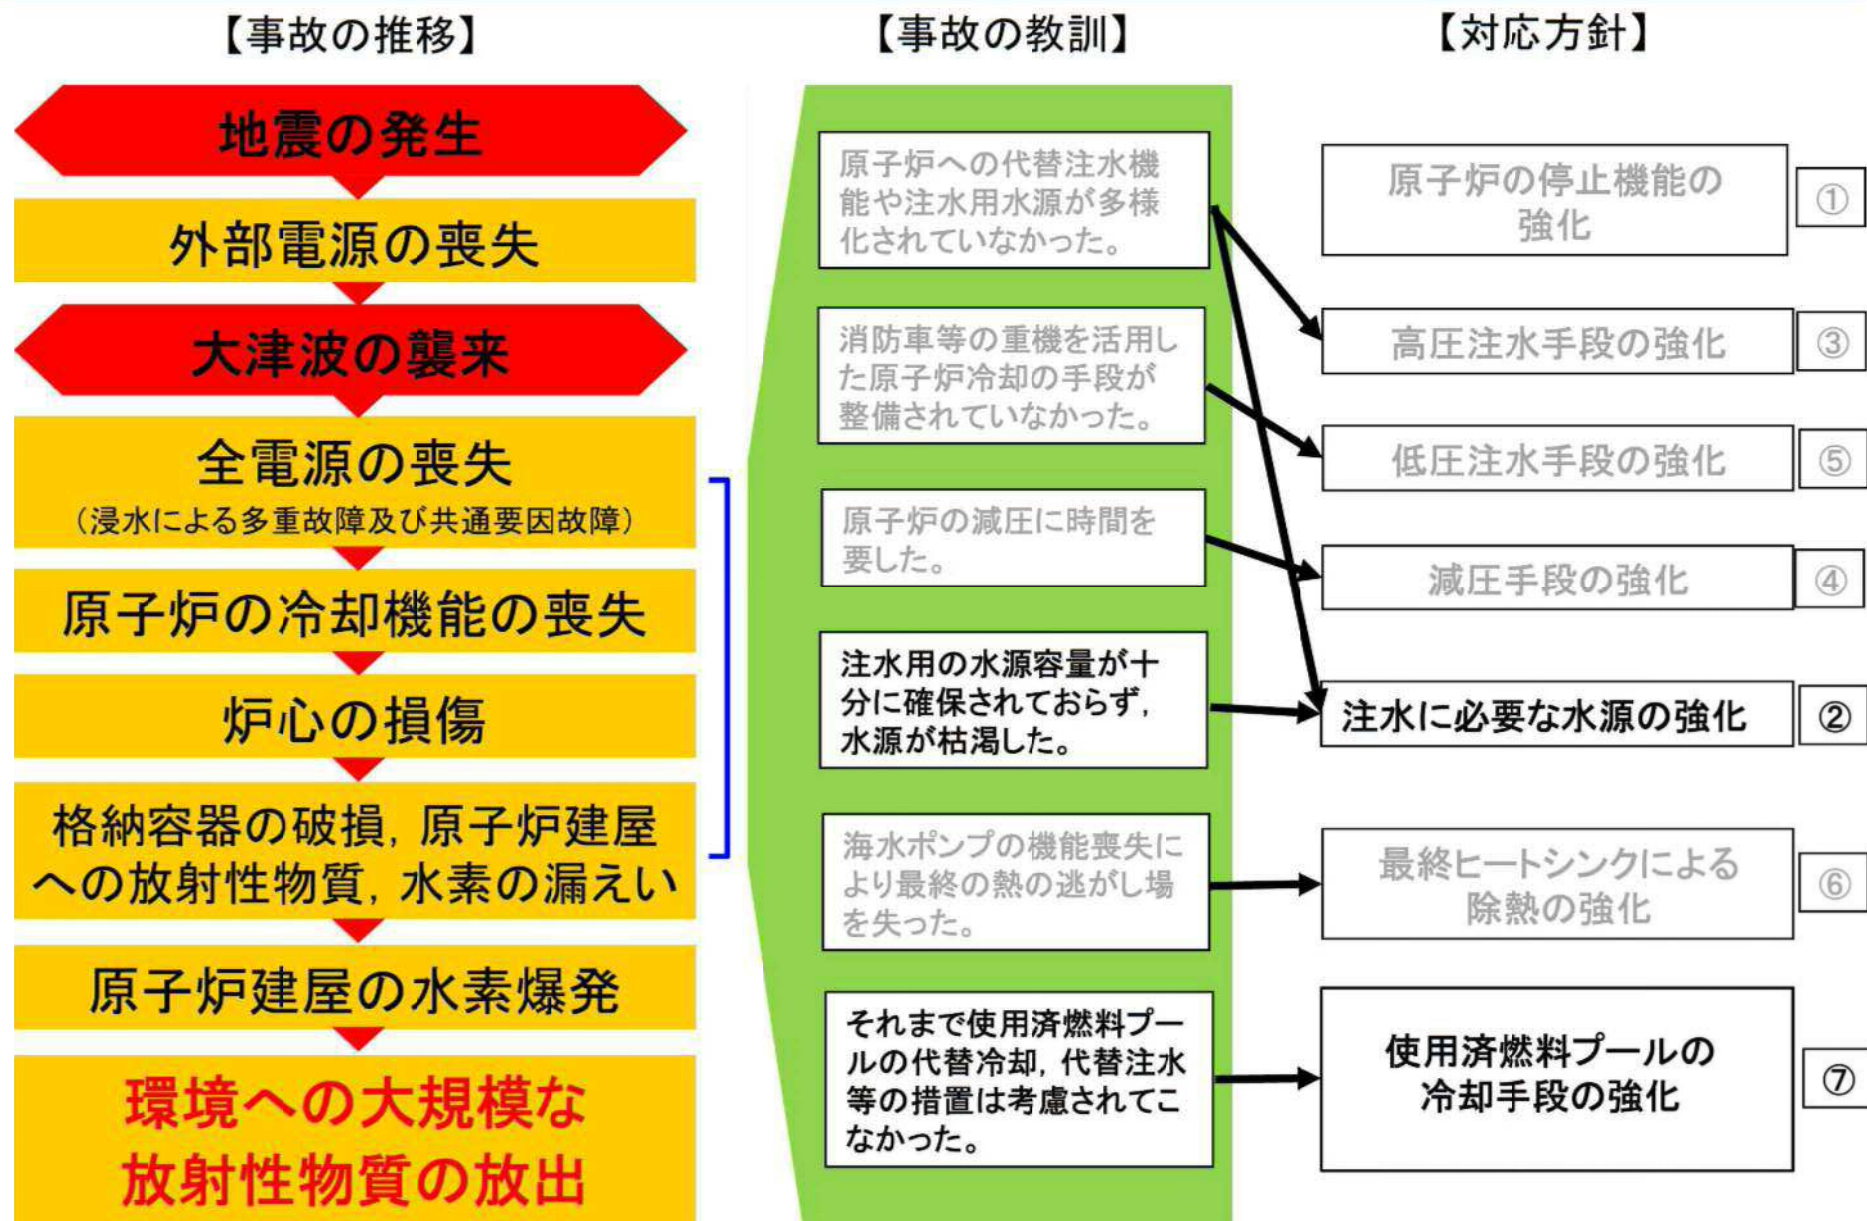 【事故の推移】
地震の発生
外部電源の喪失
大津波の襲来
全電源の喪失
(浸水による多重故障及び共通要因故障)
原子炉の冷却機能の喪失
炉心の損傷
格納容器の破損,原子炉建屋
への放射性物質,水素の漏えい
原子炉建屋の水素爆発
環境への大規模な
放射性物質の放出
【事故の教訓】
原子炉への代替注水機
能や注水用水源が多様
化されていなかった。
消防車等の重機を活用し
た原子炉冷却の手段が
整備されていなかった。
原子炉の減圧に時間を
要した。
注水用の水源容量が十
分に確保されておらず,
水源が枯渇した。
海水ポンプの機能喪失に
より最終の熱の逃がし場
を失った。
それまで使用済燃料プー
ルの代替冷却,代替注水
等の措置は考慮されてこ
なかった。
【対応方針】
原子炉の停止機能の
強化
①
高圧注水手段の強化
③
低圧注水手段の強化
⑤
減圧手段の強化
④
注水に必要な水源の強化
②
最終ヒートシンクによる
除熱の強化
⑥
使用済燃料プールの
冷却手段の強化
⑦